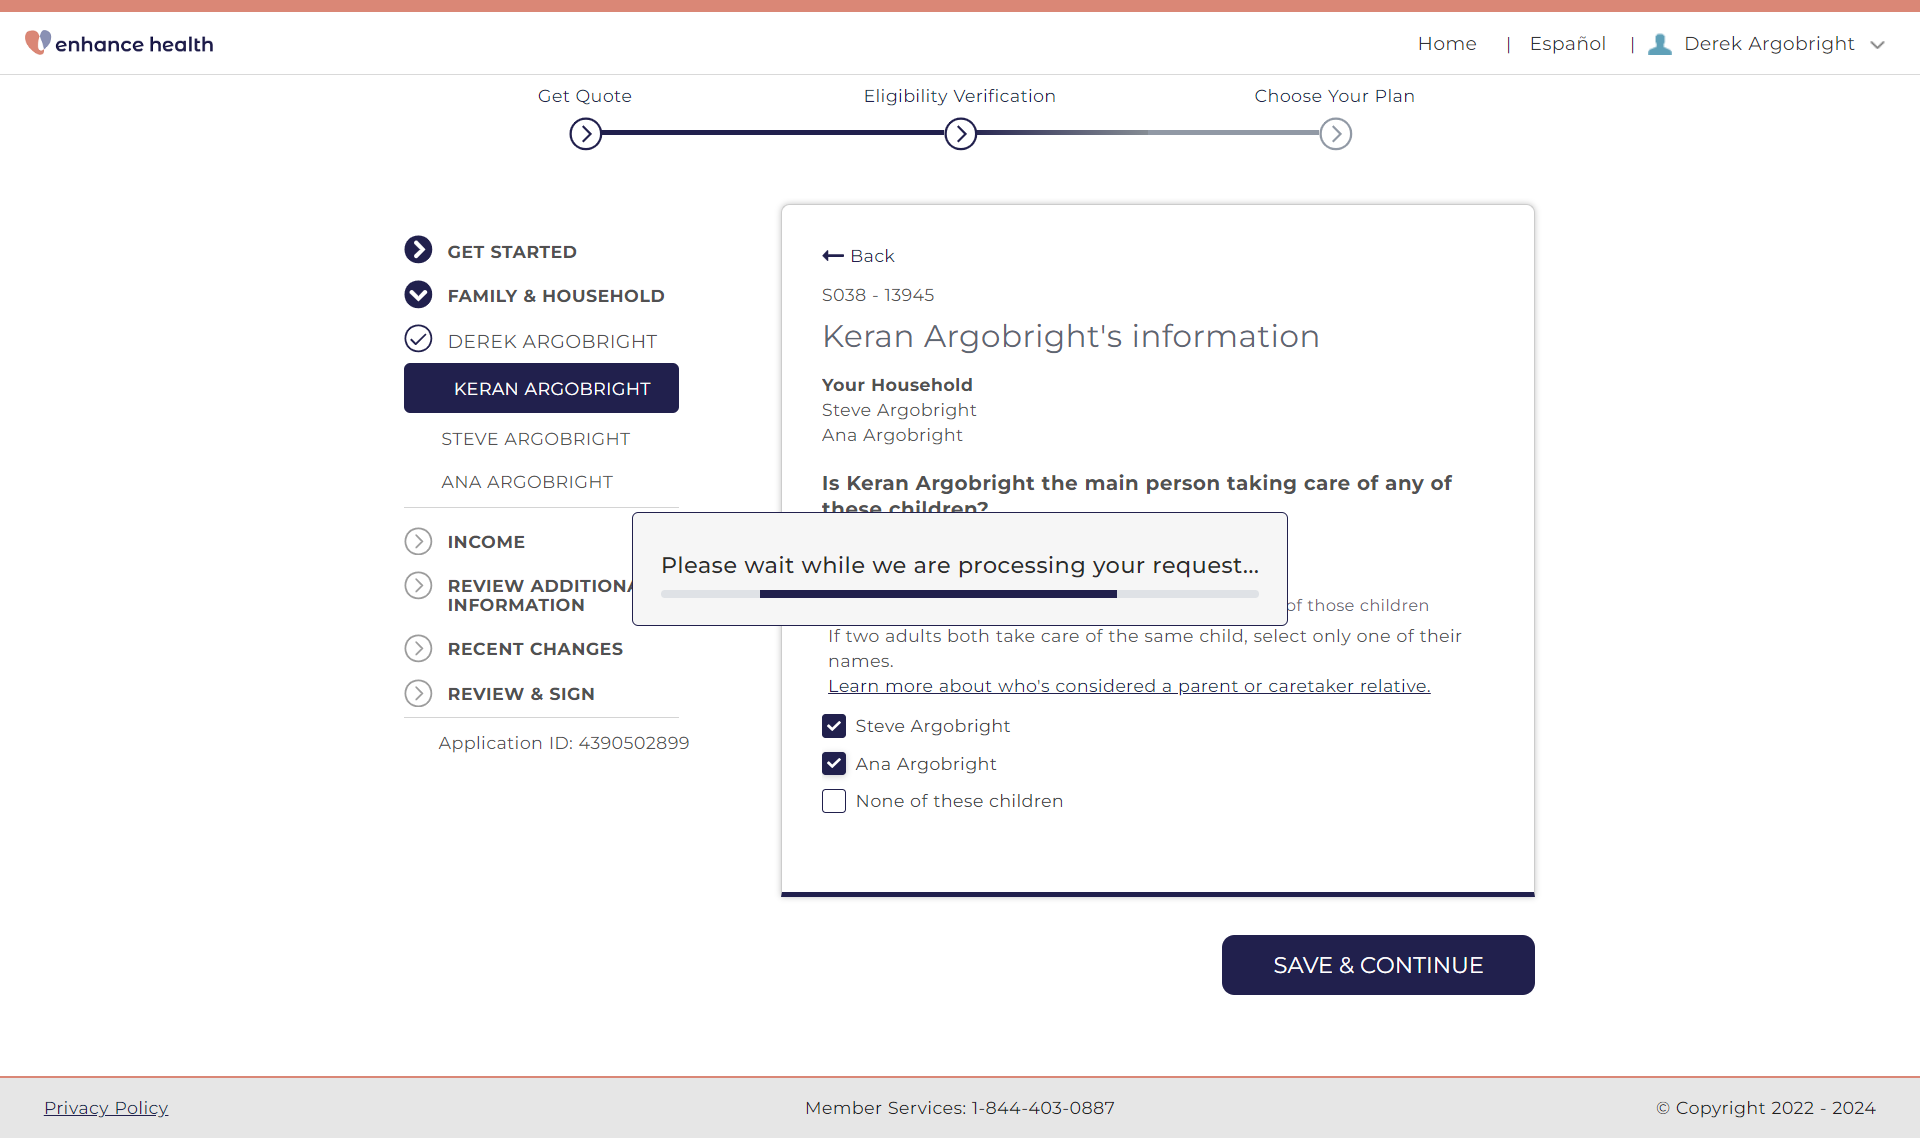 enhance health
Home | Español | Derek Argobright
Get Quote
Eligibility Verification
Choose Your Plan
GET STARTED
FAMILY & HOUSEHOLD
DEREK ARGOBRIGHT
KERAN ARGOBRIGHT
STEVE ARGOBRIGHT
ANA ARGOBRIGHT
INCOME
REVIEW ADDITIONA
INFORMATION
RECENT CHANGES
REVIEW & SIGN
Application ID: 4390502899
Back
S038 - 13945
Keran Argobright's information
Your Household
Steve Argobright
Ana Argobright
Is Keran Argobright the main person taking care of any of
these children?
Please wait while we are processing your request...
of those children
If two adults both take care of the same child, select only one of their
names.
Learn more about who's considered a parent or caretaker relative.
Steve Argobright
Ana Argobright
None of these children
SAVE & CONTINUE
Privacy Policy
Member Services: 1-844-403-0887
© Copyright 2022 - 2024